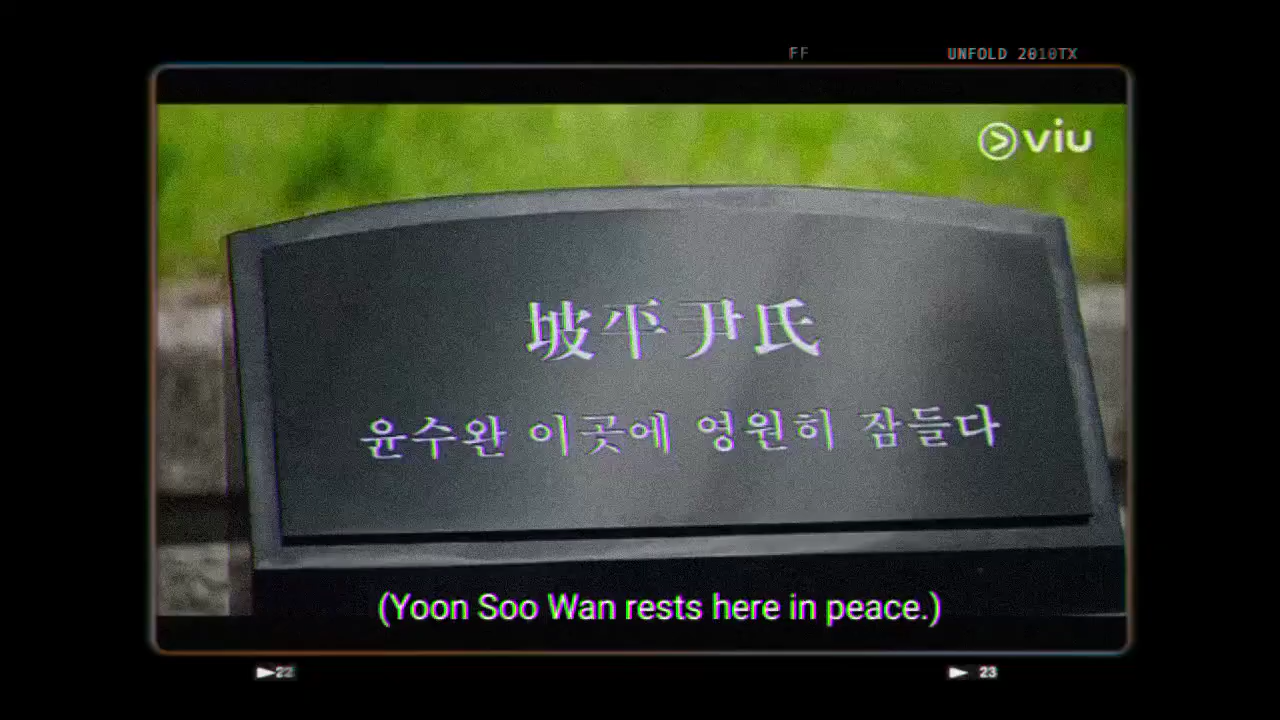 FF UNFOLD 2010TX
viu
坡平尹氏
윤수완 이곳에 영원히 잠들다
(Yoon Soo Wan rests here in peace.)
22 23